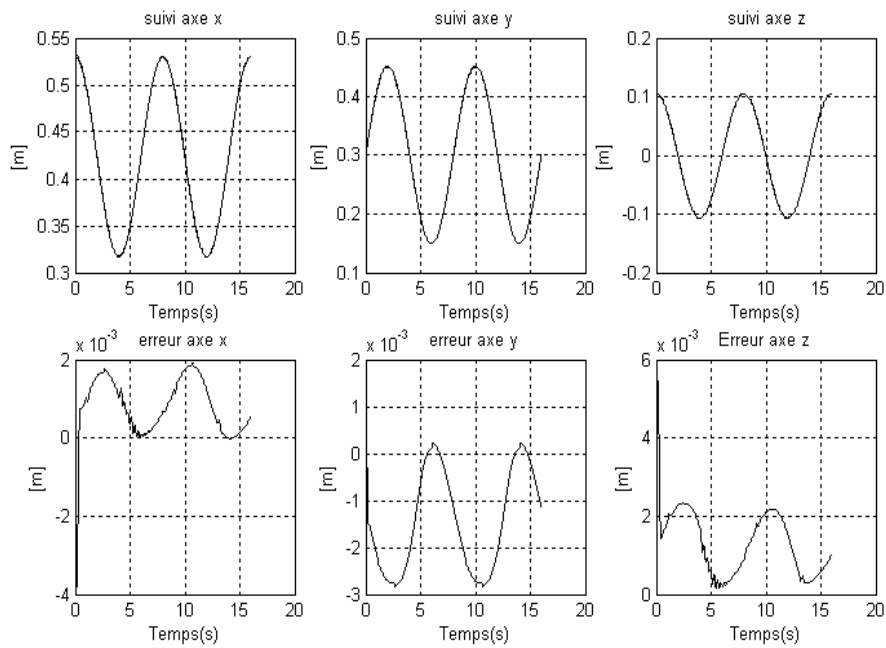 suivi axe x
suivi axe y
suivi axe z
0.55
0.5
0.45
0.4
0.35
0.3
[m]
0 5 10 15 20
Temps(s)
0.5
0.4
0.3
0.2
0.1
[m]
0 5 10 15 20
Temps(s)
0.2
0.1
0
-0.1
-0.2
[m]
0 5 10 15 20
Temps(s)
x 10-3
erreur axe x
2
0
-2
-4
[m]
0 5 10 15 20
Temps(s)
x 10-3
erreur axe y
2
1
0
-1
-2
-3
[m]
0 5 10 15 20
Temps(s)
x 10-3
Erreur axe z
6
4
2
0
[m]
0 5 10 15 20
Temps(s)